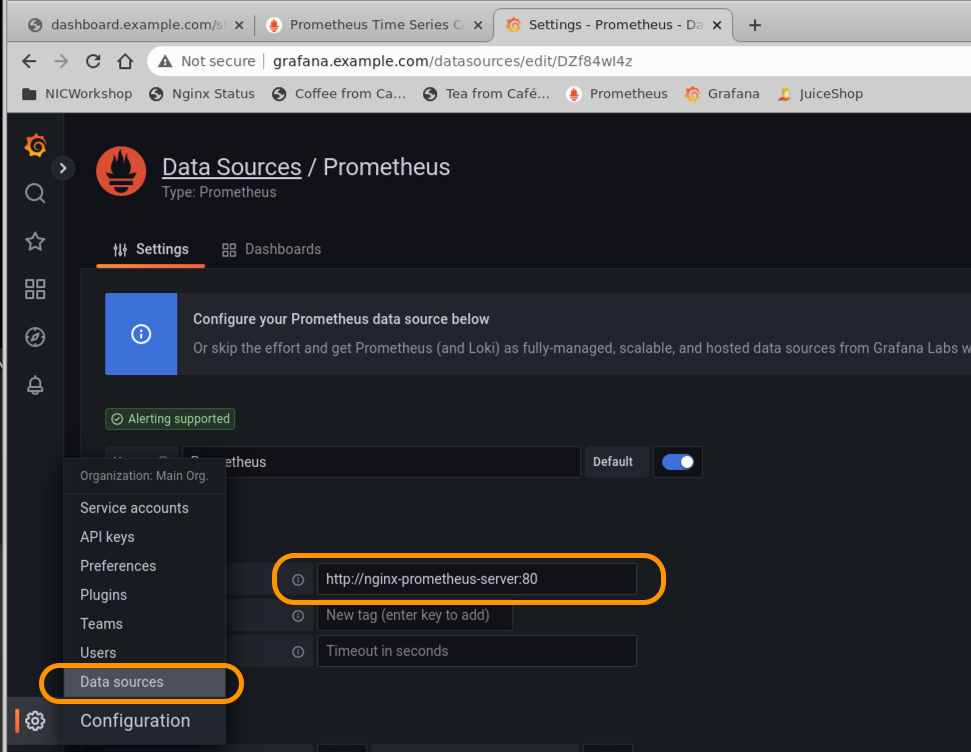 dashboard.example.com/s
Prometheus Time Series C
Settings - Prometheus - Da
Not secure
grafana.example.com/datasources/edit/DZf84wI4z
NICWorkshop
Nginx Status
Coffee from Ca...
Tea from Café...
Prometheus
Grafana
JuiceShop
Data Sources / Prometheus
Type: Prometheus
Settings
Dashboards
Configure your Prometheus data source below
Or skip the effort and get Prometheus (and Loki) as fully-managed, scalable, and hosted data sources from Grafana Labs w
Alerting supported
Prometheus
Default
Organization: Main Org.
Service accounts
API keys
Preferences
Plugins
Teams
Users
Data sources
Configuration
http://nginx-prometheus-server:80
New tag (enter key to add)
Timeout in seconds